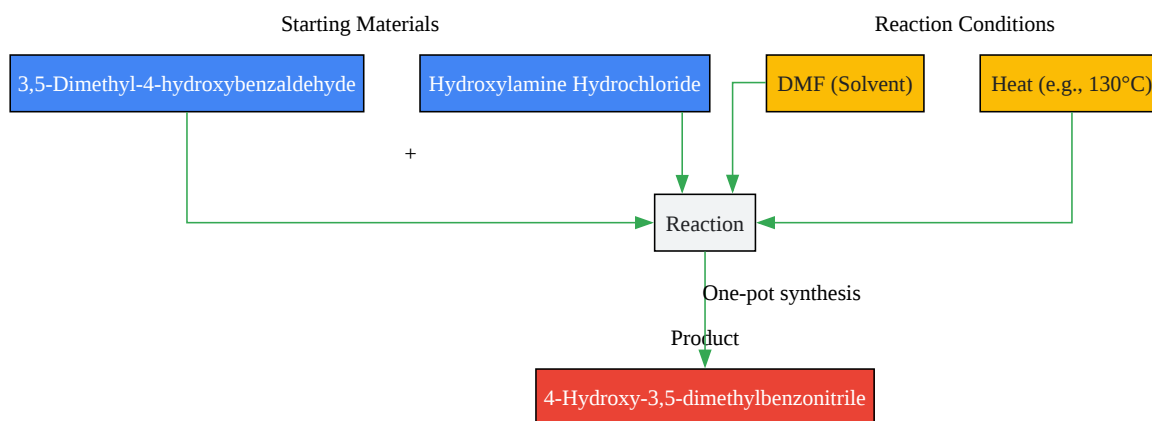 Starting Materials
Reaction Conditions
3,5-Dimethyl-4-hydroxybenzaldehyde
Hydroxylamine Hydrochloride
DMF (Solvent)
Heat (e.g., 130°C)
+
Reaction
One-pot synthesis
Product
4-Hydroxy-3,5-dimethylbenzonitrile